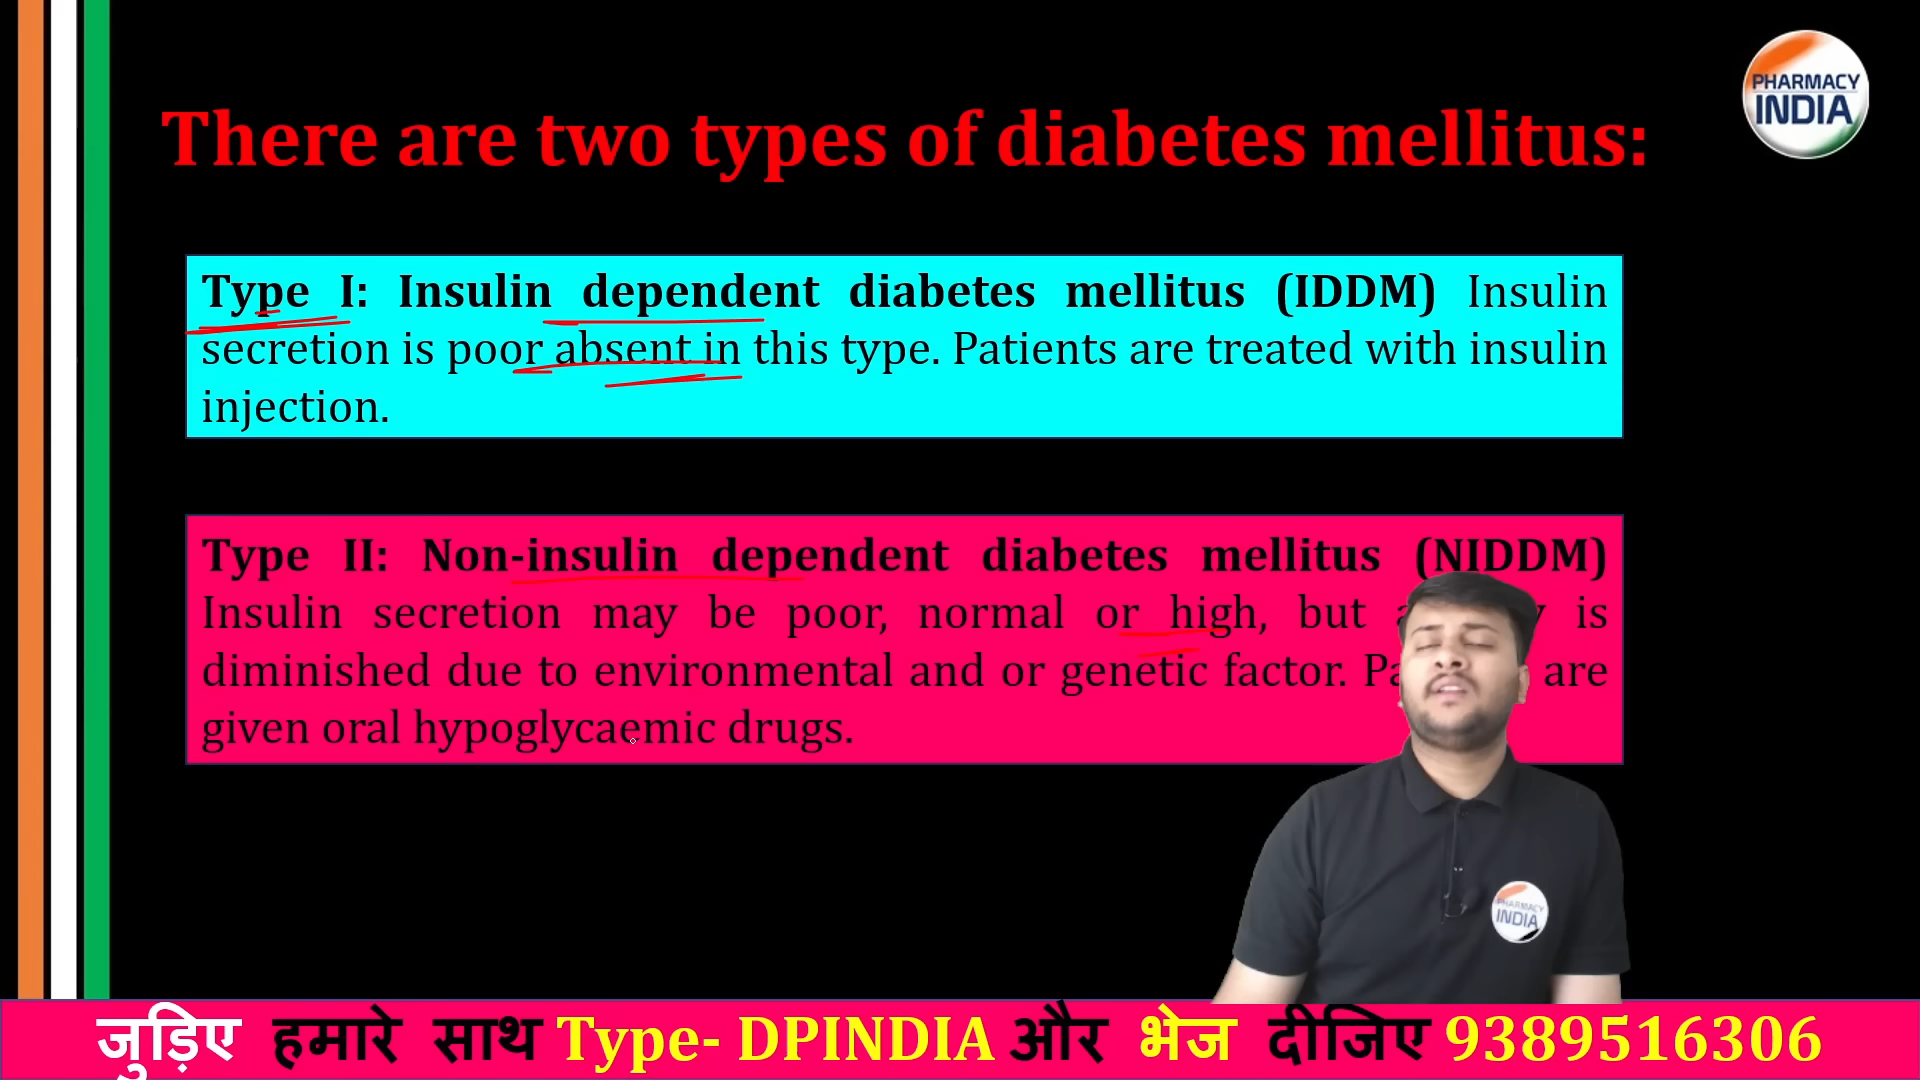 PHARMACY
INDIA
There are two types of diabetes mellitus:
Type I: Insulin dependent diabetes mellitus (IDDM) Insulin
secretion is poor absent in this type. Patients are treated with insulin
injection.
Type II: Non-insulin dependent diabetes mellitus (NIDDM)
Insulin secretion may be poor, normal or high, but is
diminished due to environmental and or genetic factor. are
given oral hypoglycaemic drugs.
PHARMACY
INDIA
जुड़िए हमारे साथ Type- DPINDIA और भेज दीजिए 9389516306